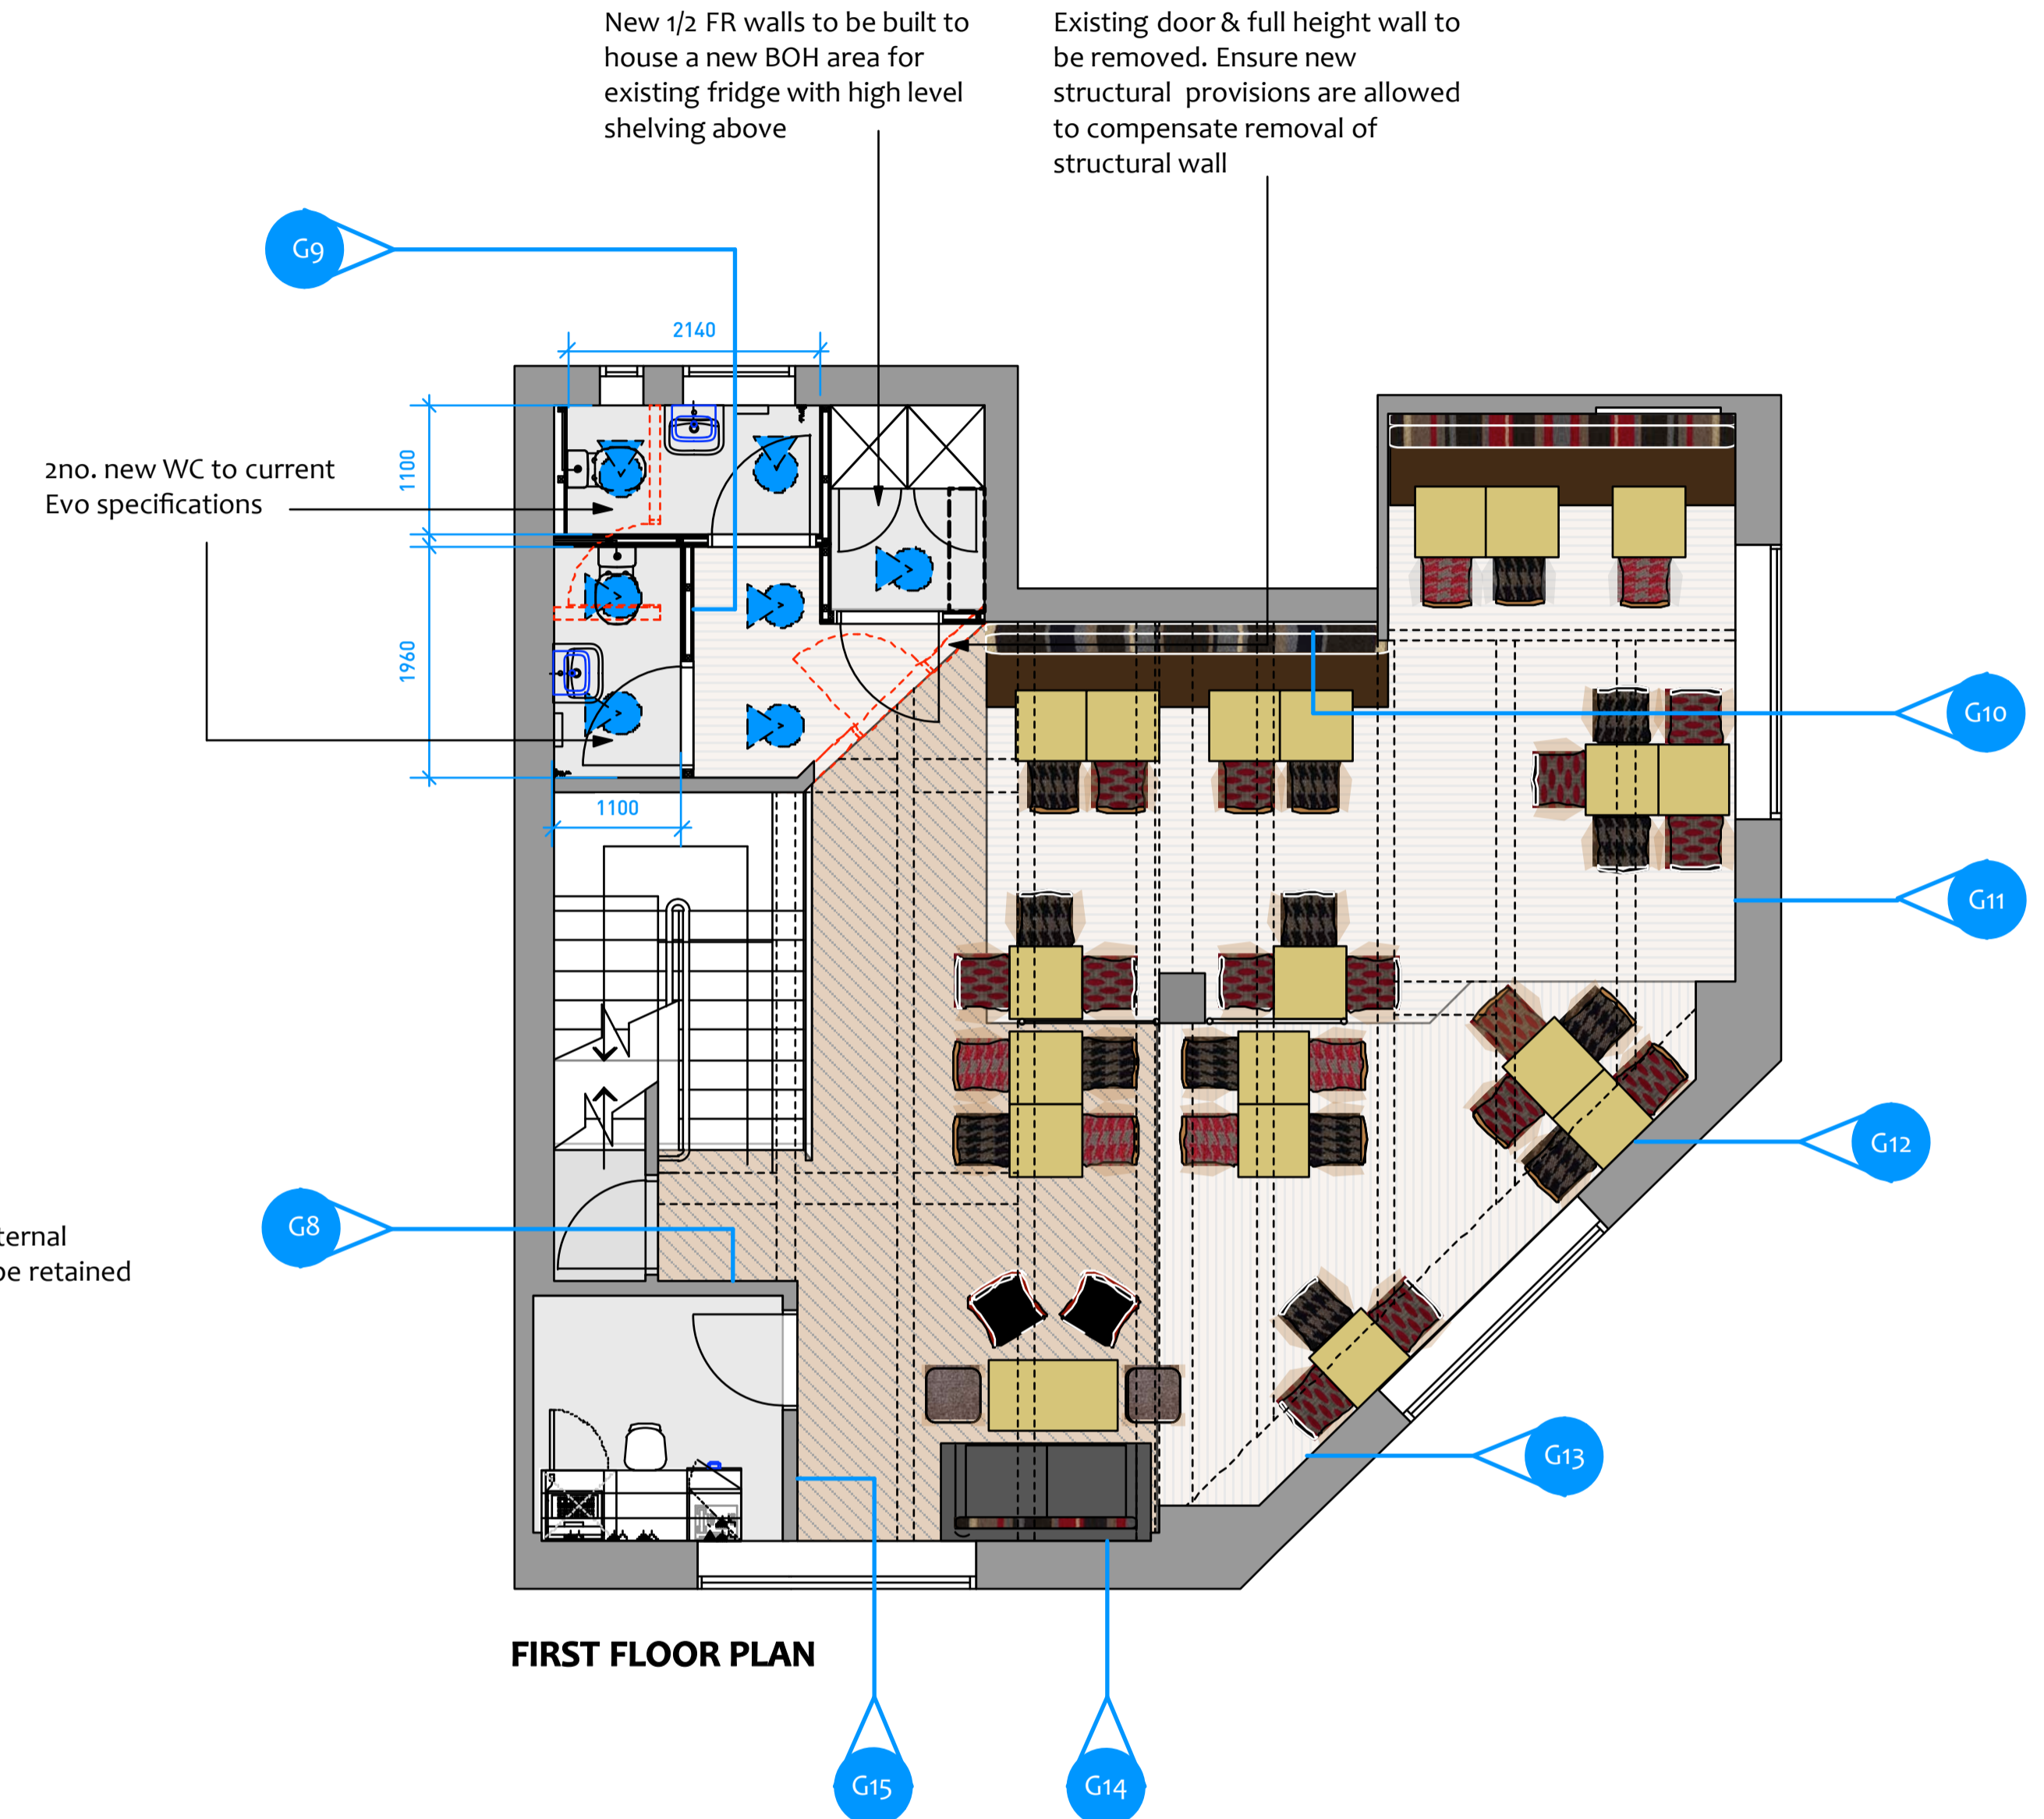 New 1/2 FR walls to be built to
house a new BOH area for
existing fridge with high level
shelving above
Existing door & full height wall to
be removed. Ensure new
structural provisions are allowed
to compensate removal of
structural wall
G9
2140
2no. new WC to current
Evo specifications
1100
1960
1100
G10
G11
G12
G8
ternal
be retained
G13
FIRST FLOOR PLAN
G15
G14